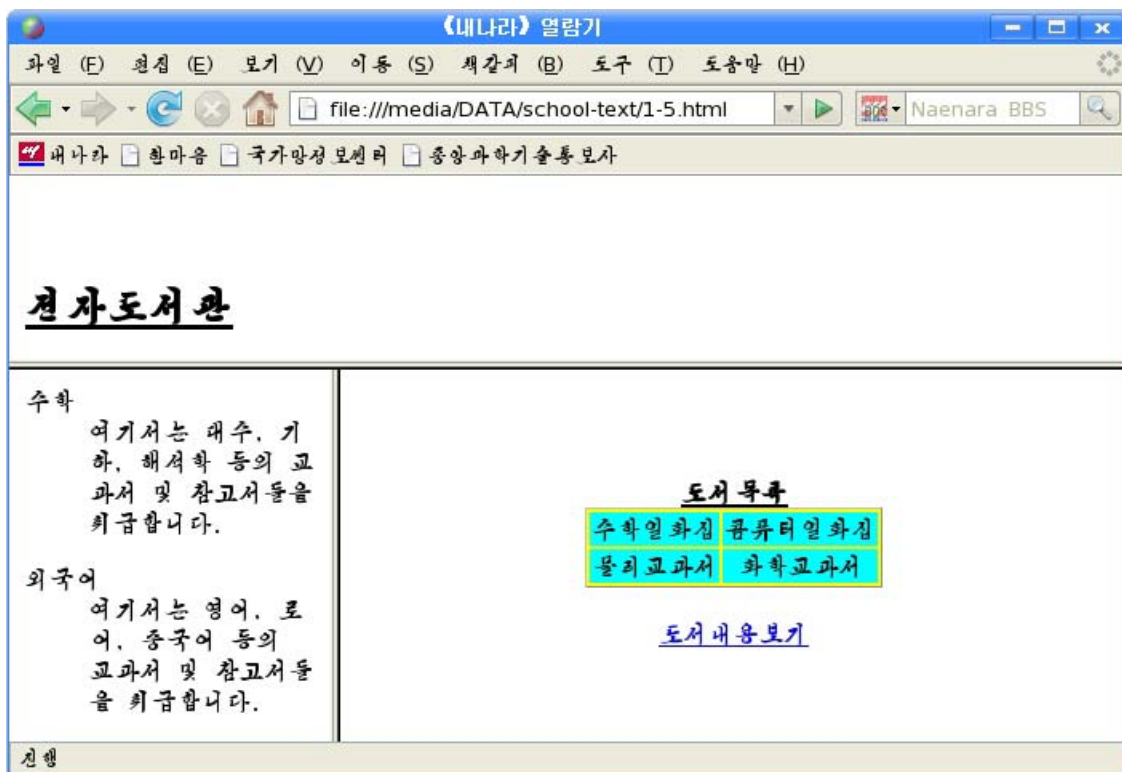 《내나라》 열람기
파일 (F) 편집 (E) 보기 (V) 이동 (S) 책갈피 (B) 도구 (T) 도움말 (H)
file:///media/DATA/school-text/1-5.html Naenara BBS
내나라 한마음 국가망정보쎈터 중앙과학기술통보사
전자도서관
수학
여기서는 대수, 기
하, 해석학 등의 교
과서 및 참고서들을
취급합니다.
외국어
여기서는 영어, 로
어, 중국어 등의
교과서 및 참고서들
을 취급합니다.
도서목록
수학일화집 콤퓨터일화집
물리교과서 화학교과서
도서내용보기
진행